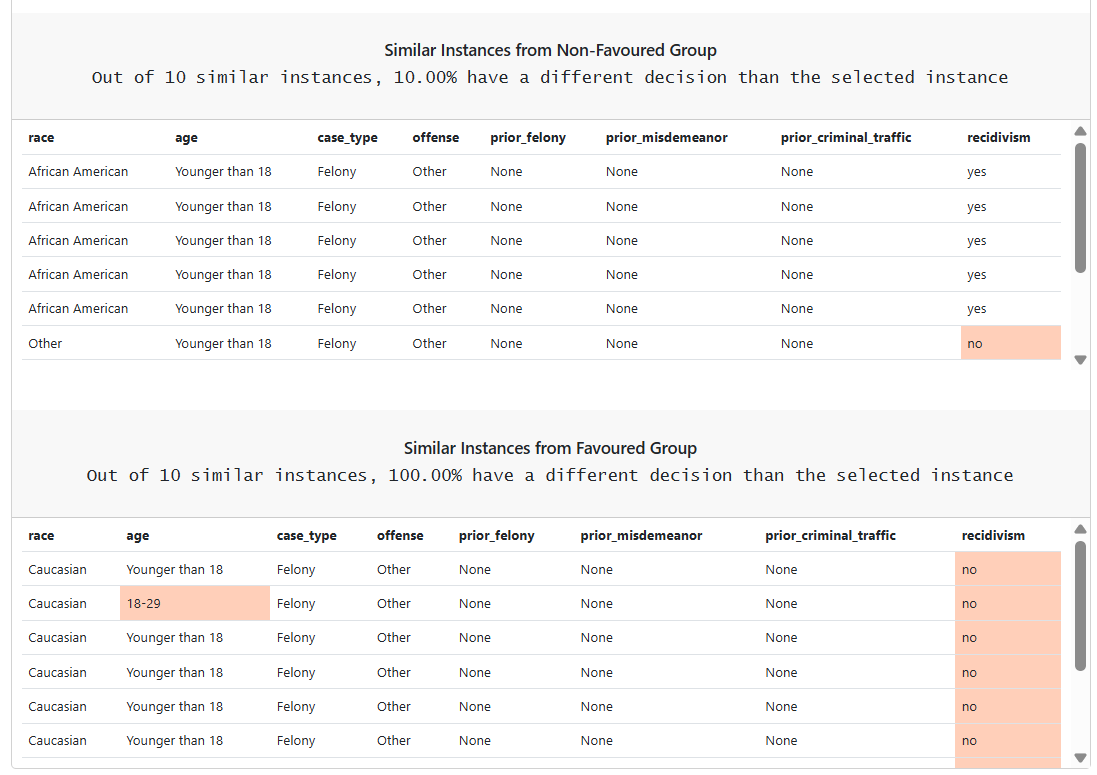 Similar Instances from Non-Favoured Group
Out of 10 similar instances, 10.00% have a different decision than the selected instance
race age case_type offense prior_felony prior_misdemeanor prior_criminal_traffic recidivism
African American Younger than 18 Felony Other None None None yes
African American Younger than 18 Felony Other None None None yes
African American Younger than 18 Felony Other None None None yes
African American Younger than 18 Felony Other None None None yes
African American Younger than 18 Felony Other None None None yes
Other Younger than 18 Felony Other None None None no
Similar Instances from Favoured Group
Out of 10 similar instances, 100.00% have a different decision than the selected instance
race age case_type offense prior_felony prior_misdemeanor prior_criminal_traffic recidivism
Caucasian Younger than 18 Felony Other None None None no
Caucasian 18-29 Felony Other None None None no
Caucasian Younger than 18 Felony Other None None None no
Caucasian Younger than 18 Felony Other None None None no
Caucasian Younger than 18 Felony Other None None None no
Caucasian Younger than 18 Felony Other None None None no